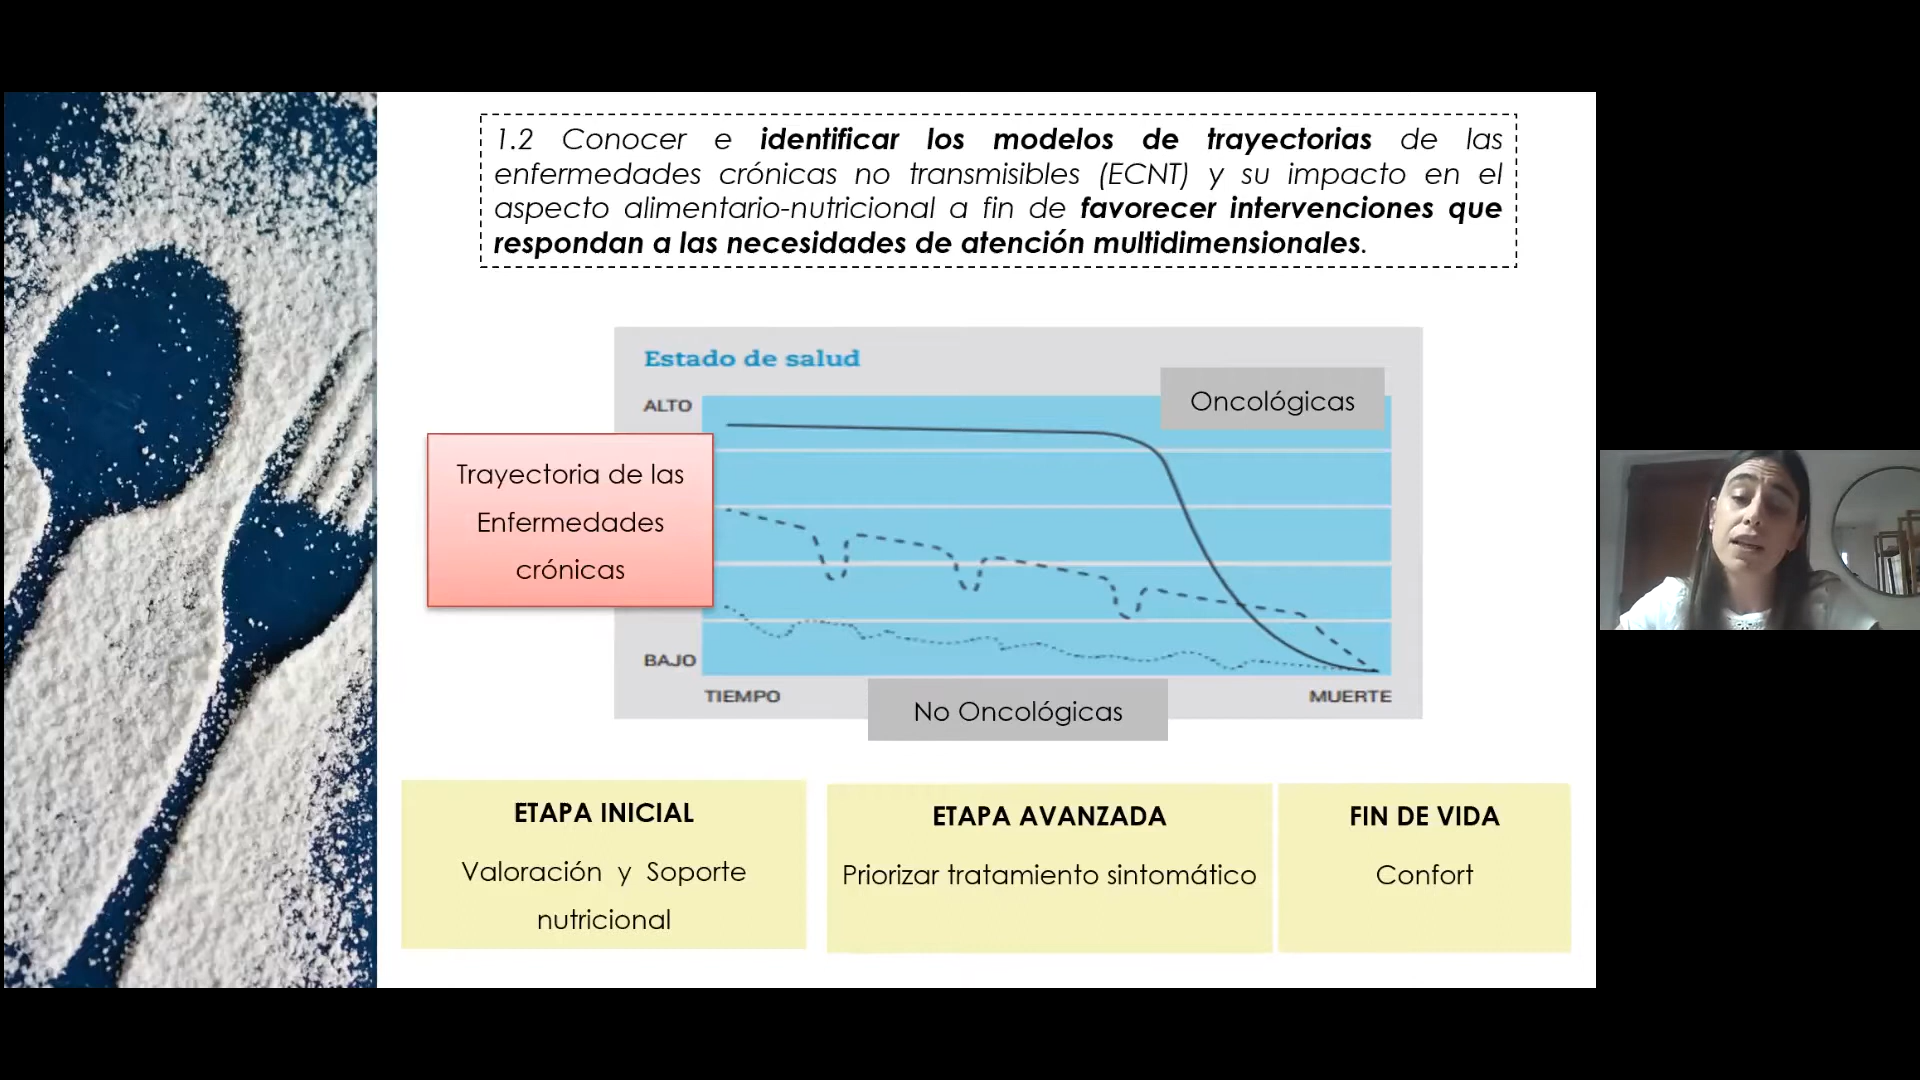 1.2 Conocer e identificar los modelos de trayectorias de las
enfermedades crónicas no transmisibles (ECNT) y su impacto en el
aspecto alimentario-nutricional a fin de favorecer intervenciones que
respondan a las necesidades de atención multidimensionales.
Estado de salud
ALTO
Oncológicas
Trayectoria de las
Enfermedades
crónicas
BAJO
TIEMPO
MUERTE
No Oncológicas
ETAPA INICIAL
Valoración y Soporte
nutricional
ETAPA AVANZADA
Priorizar tratamiento sintomático
FIN DE VIDA
Confort